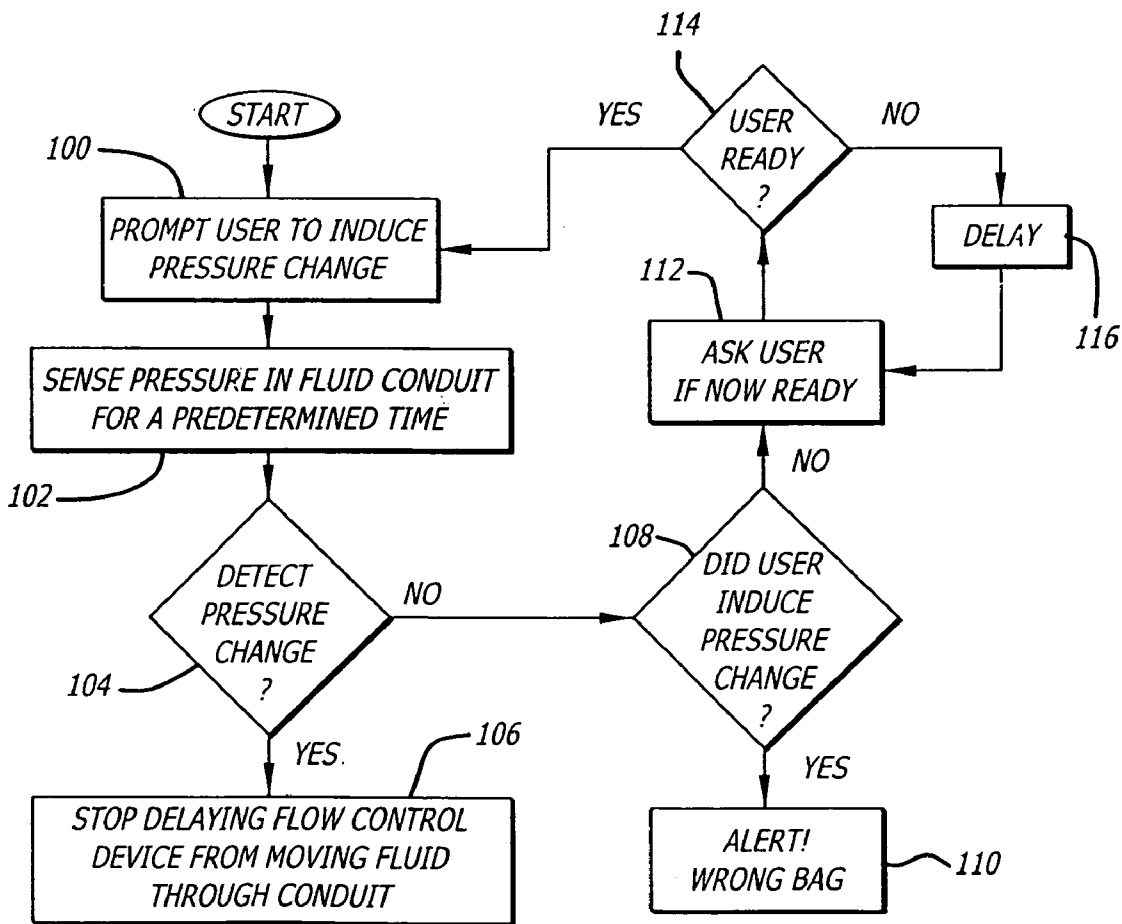 START
100
PROMPT USER TO INDUCE
PRESSURE CHANGE
SENSE PRESSURE IN FLUID CONDUIT
FOR A PREDETERMINED TIME
102
DETECT
PRESSURE
CHANGE
?
104
NO
YES.
106
STOP DELAYING FLOW CONTROL
DEVICE FROM MOVING FLUID
THROUGH CONDUIT
108
DID USER
INDUCE
PRESSURE
CHANGE
?
YES
ALERT!
WRONG BAG
110
NO
112
ASK USER
IF NOW READY
114
USER
READY
?
YES
NO
DELAY
116